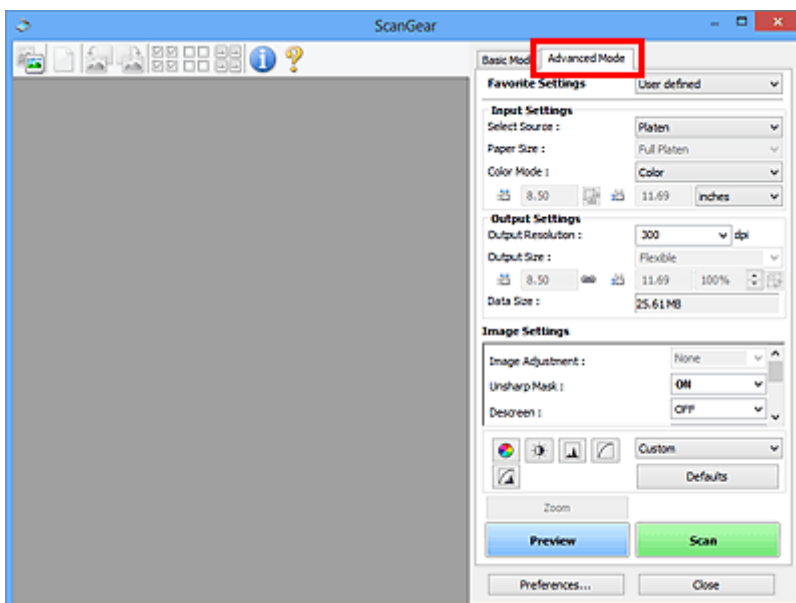 ScanGear
Basic Mod
Advanced Mode
Favorite Settings User defined
Input Settings
Select Source : Platen
Paper Size : Full Platen
Color Mode : Color
8.50 11.69 inches
Output Settings
Output Resolution : 300 dpi
Output Size : Flexible
8.50 11.69 100%
Data Size : 25.61MB
Image Settings
Image Adjustment : None
Unsharp Mask : ON
Descreen : OFF
Custom
Defaults
Zoom
Preview Scan
Preferences... Close